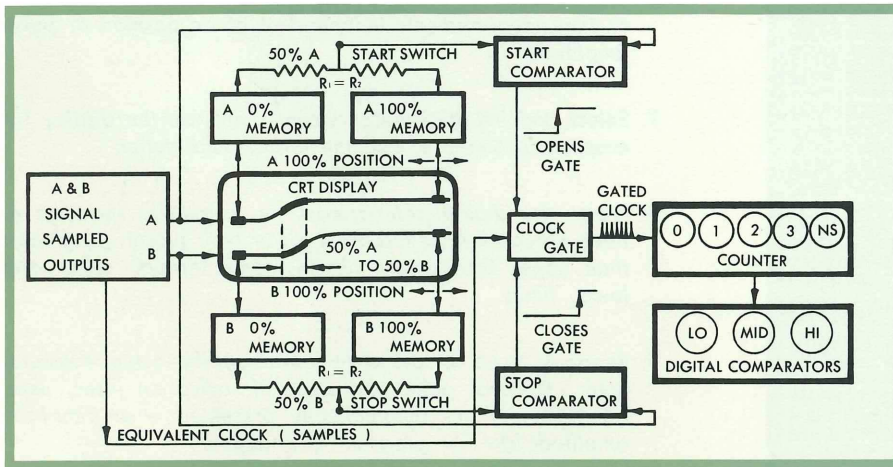 50% A
START SWITCH
R₁ = R₂
START
COMPARATOR
A 0%
MEMORY
A 100%
MEMORY
OPENS
GATE
A 100% POSITION
A & B
SIGNAL
SAMPLED
OUTPUTS
A
B
CRT DISPLAY
50% A
TO 50% B
CLOCK
GATE
GATED
CLOCK
0 1 2 3 NS
COUNTER
B 100% POSITION
CLOSES
GATE
B 0%
MEMORY
B 100%
MEMORY
LO MID HI
DIGITAL COMPARATORS
R₁ = R₂
50% B
STOP SWITCH
STOP
COMPARATOR
EQUIVALENT CLOCK ( SAMPLES )